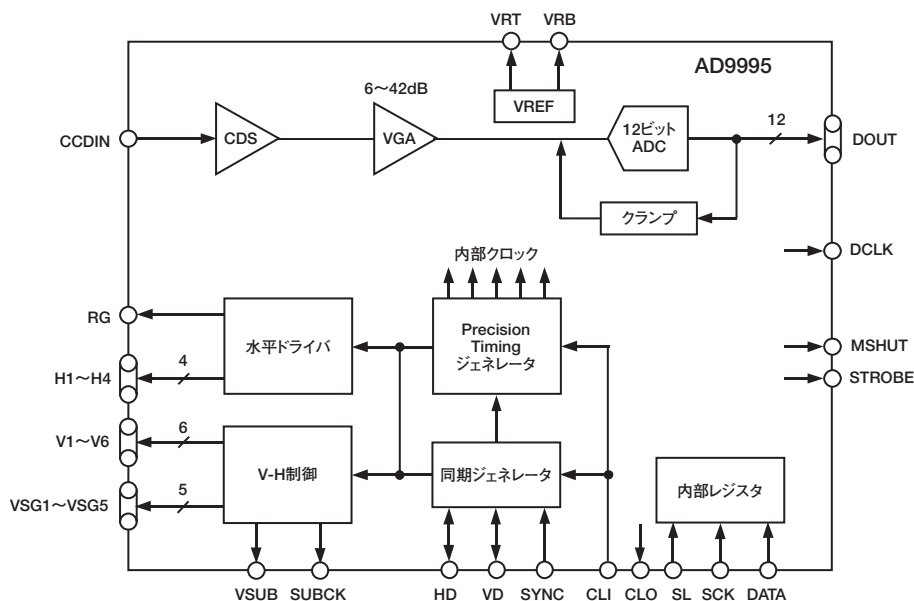 VRT
VRB
AD9995
6〜42dB
VREF
CCDIN
CDS
VGA
12ビット
ADC
12
DOUT
クランプ
内部クロック
DCLK
RG
水平ドライバ
Precision
Timing
ジェネレータ
MSHUT
H1〜H4
4
STROBE
V1〜V6
6
V-H制御
同期ジェネレータ
内部レジスタ
VSG1〜VSG5
5
VSUB
SUBCK
HD
VD
SYNC
CLI
CLO
SL
SCK
DATA